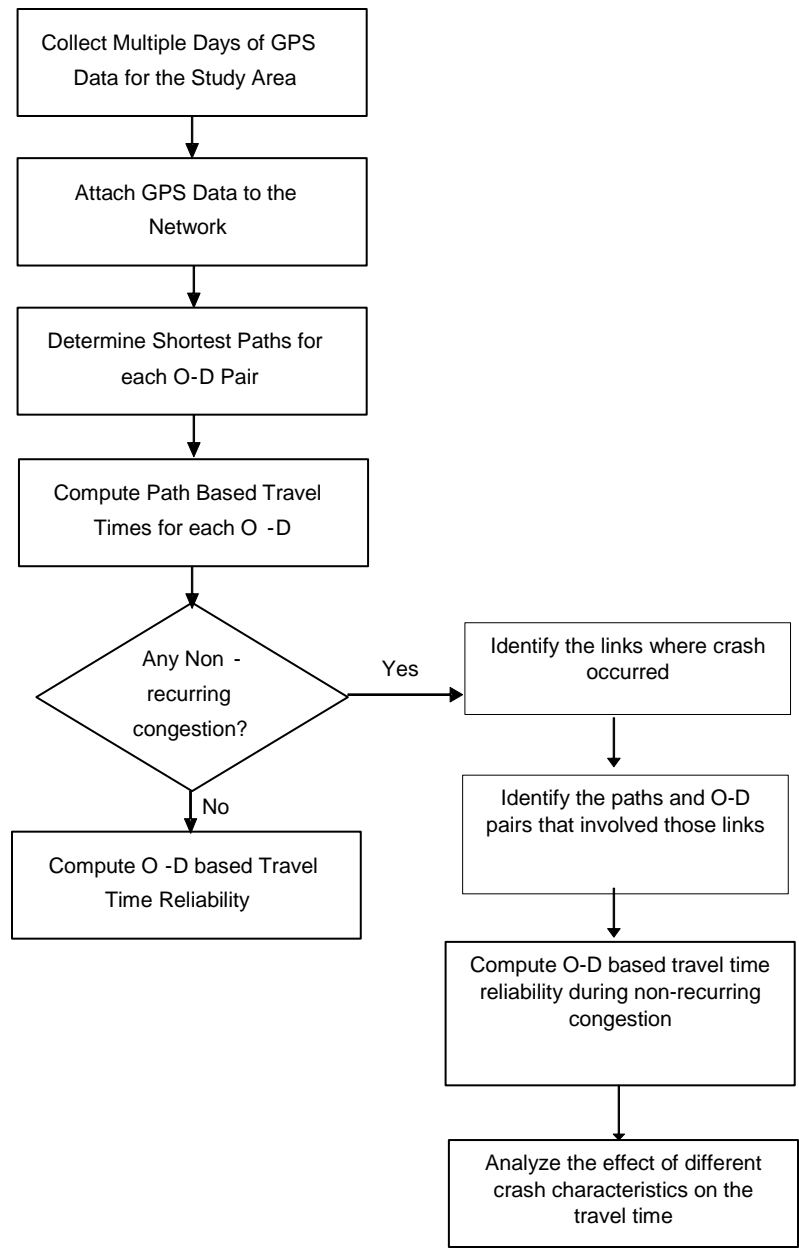 Collect Multiple Days of GPS
Data for the Study Area
Attach GPS Data to the
Network
Determine Shortest Paths for
each O-D Pair
Compute Path Based Travel
Times for each O -D
Any Non -
recurring
congestion?
Yes
No
Compute O -D based Travel
Time Reliability
Identify the links where crash
occurred
Identify the paths and O-D
pairs that involved those links
Compute O-D based travel time
reliability during non-recurring
congestion
Analyze the effect of different
crash characteristics on the
travel time